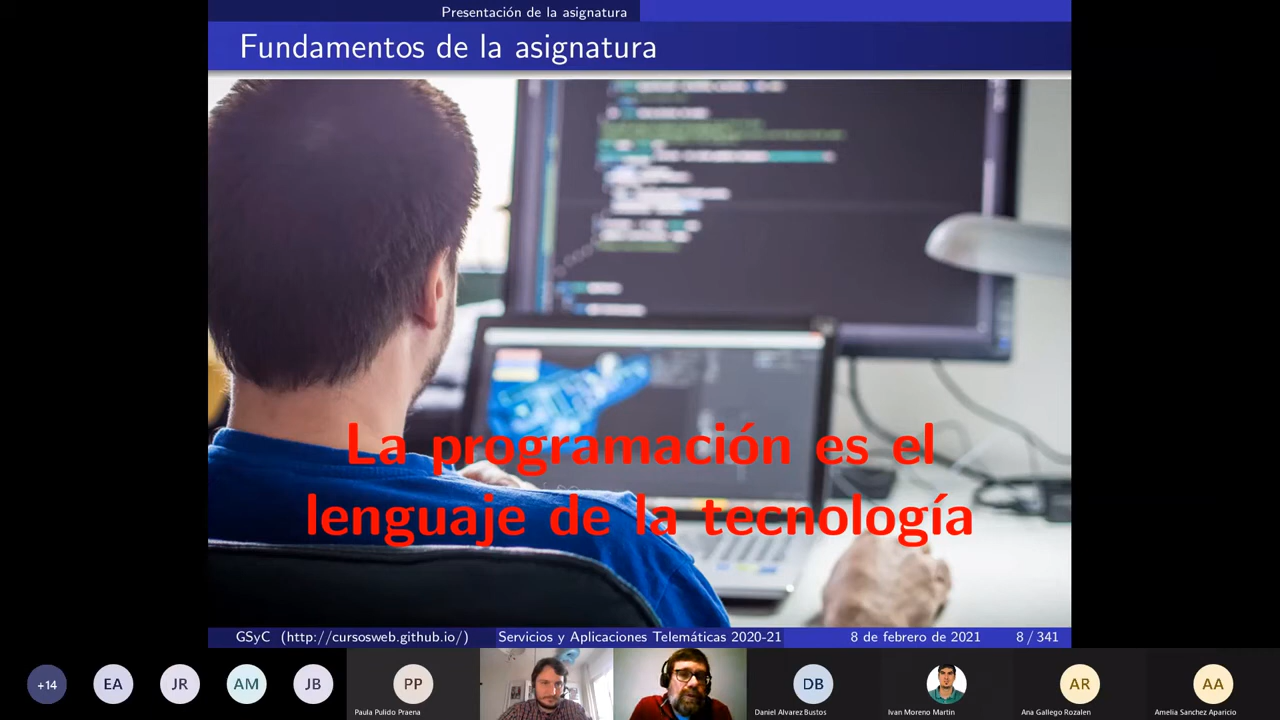 Presentación de la asignatura
Fundamentos de la asignatura
La programación es el
lenguaje de la tecnología
GSyC (http://cursosweb.github.io/) Servicios y Aplicaciones Telemáticas 2020-21 8 de febrero de 2021 8 / 341
+14 EA JR AM JB PP DB AR AA
Paula Pulido Praena Daniel Alvarez Bustos Ivan Moreno Martin Ana Gallego Rozalen Amelia Sanchez Aparicio